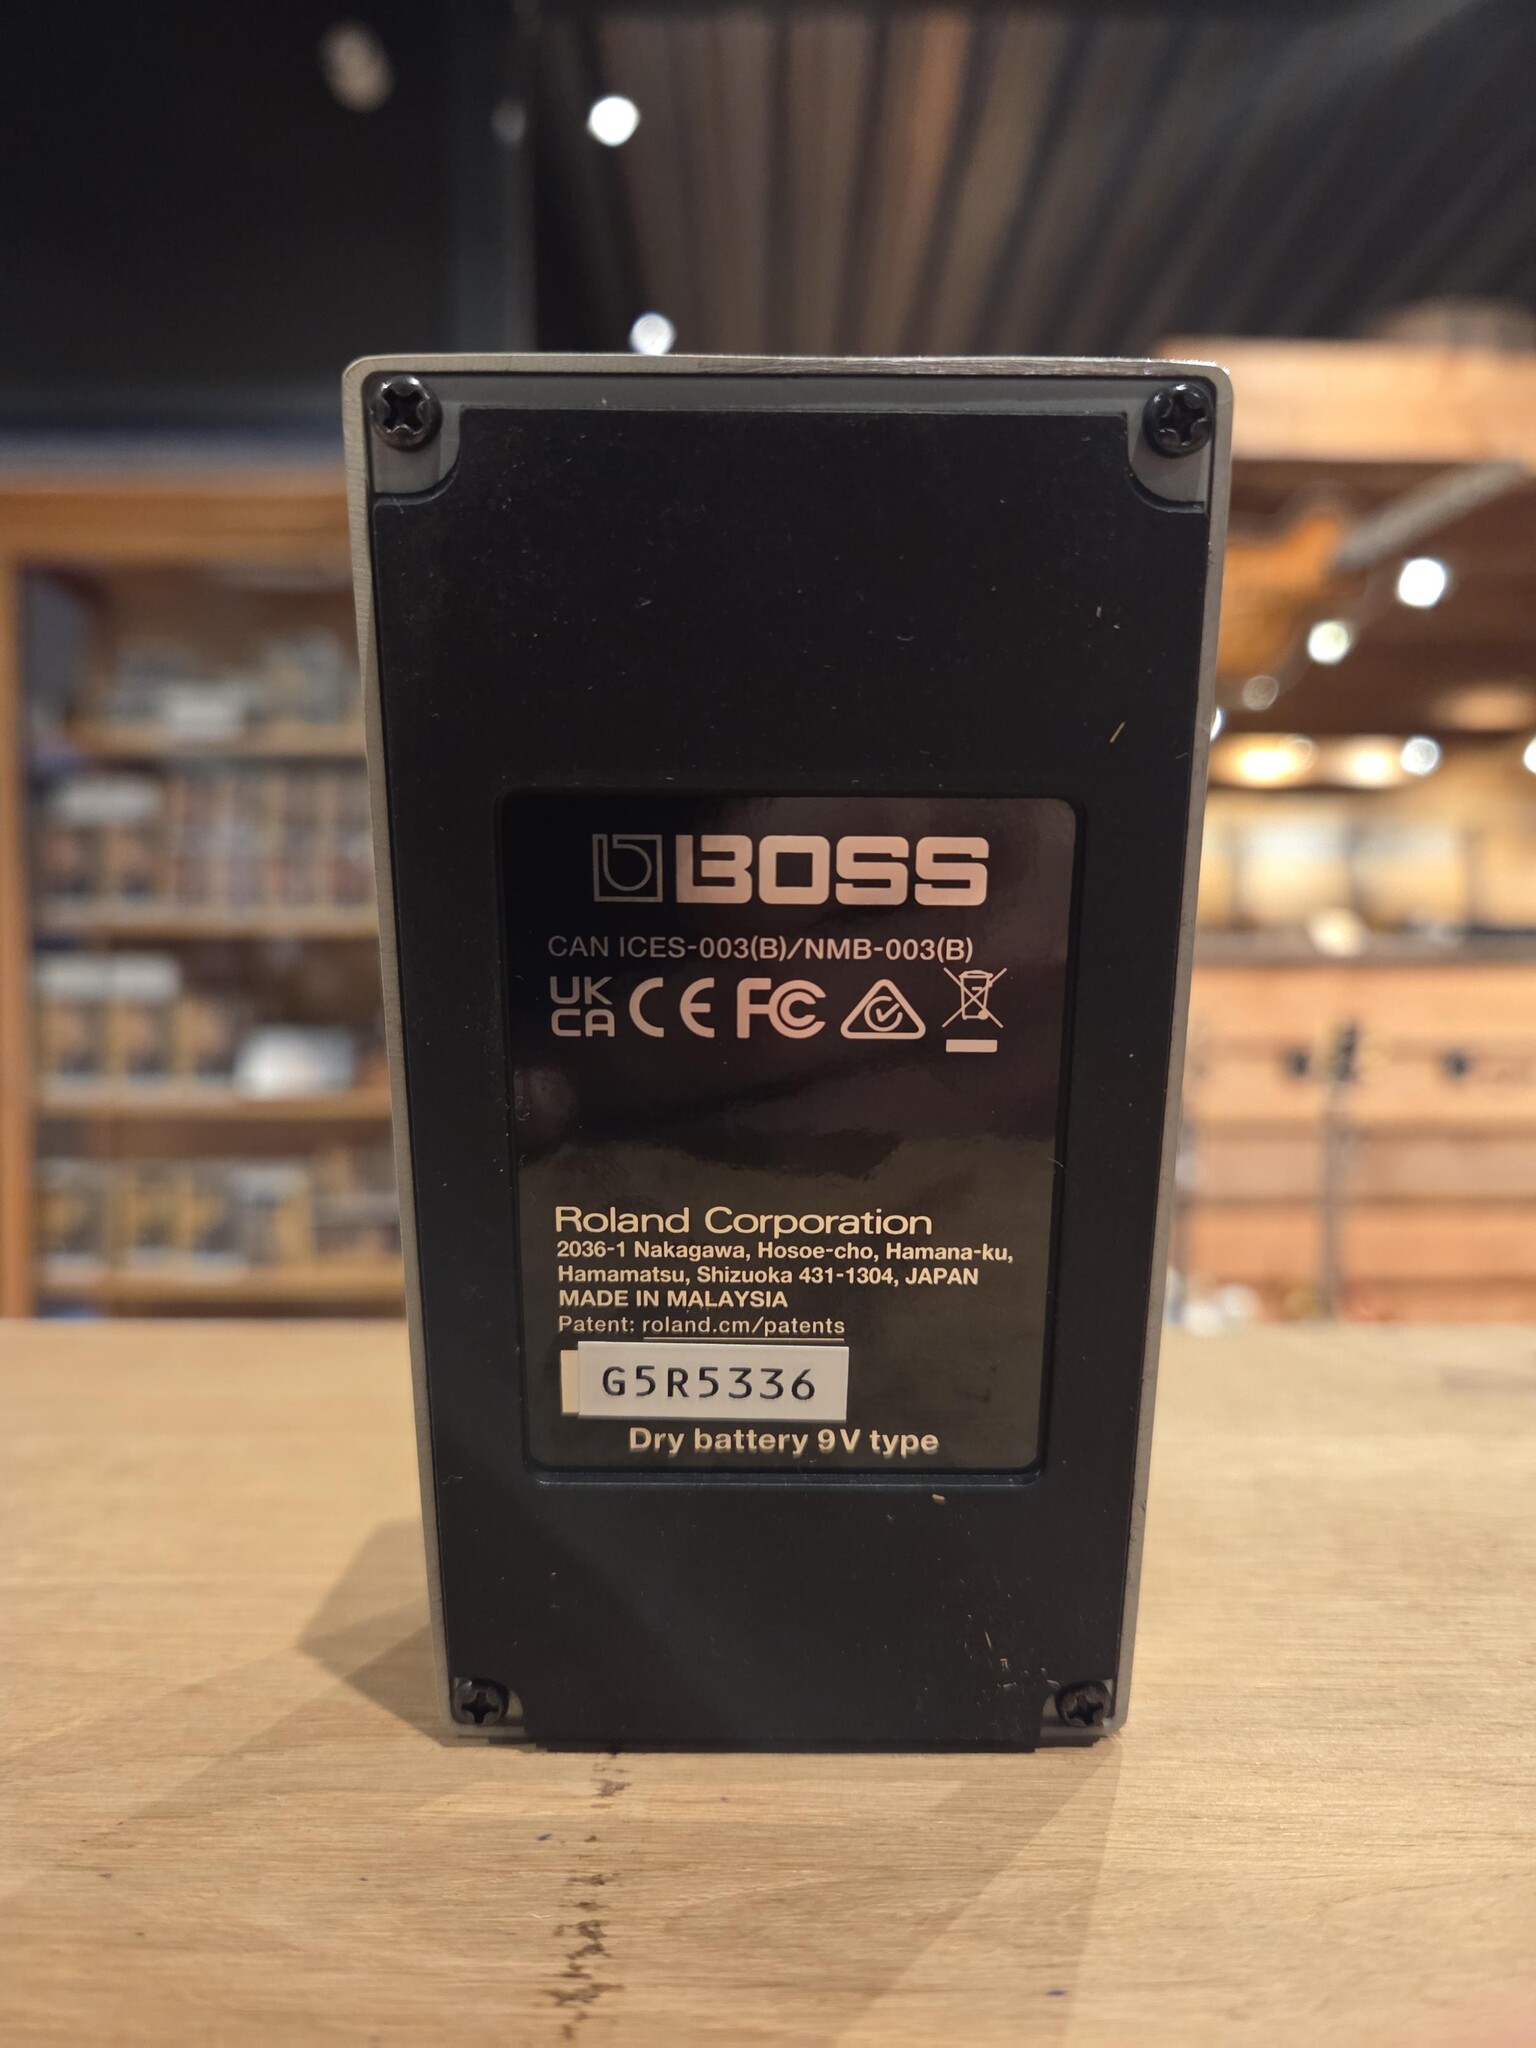 BOSS
CAN ICES-003(B)/NMB-003(B)
UK CA CE FC
Roland Corporation
2036-1 Nakagawa, Hosoe-cho, Hamana-ku,
Hamamatsu, Shizuoka 431-1304, JAPAN
MADE IN MALAYSIA
Patent: roland.cm/patents
G5R5336
Dry battery 9V type